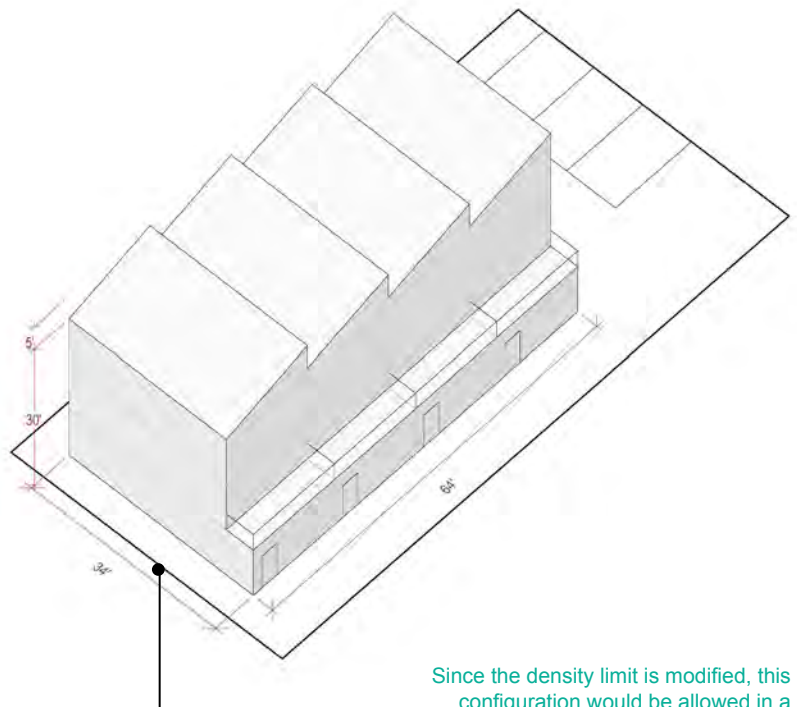 5'
30'
64'
34'
Since the density limit is modified, this
configuration would be allowed in a